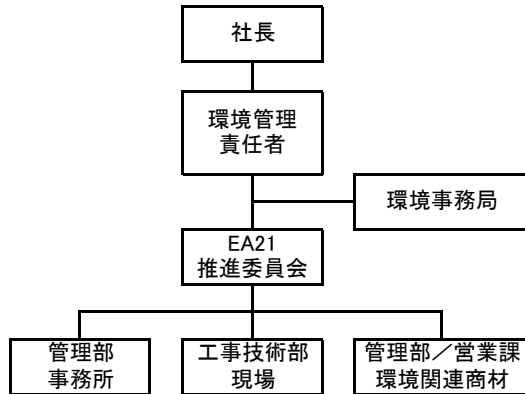 社長
環境管理
責任者
環境事務局
EA21
推進委員会
管理部
事務所
工事技術部
現場
管理部／営業課
環境関連商材